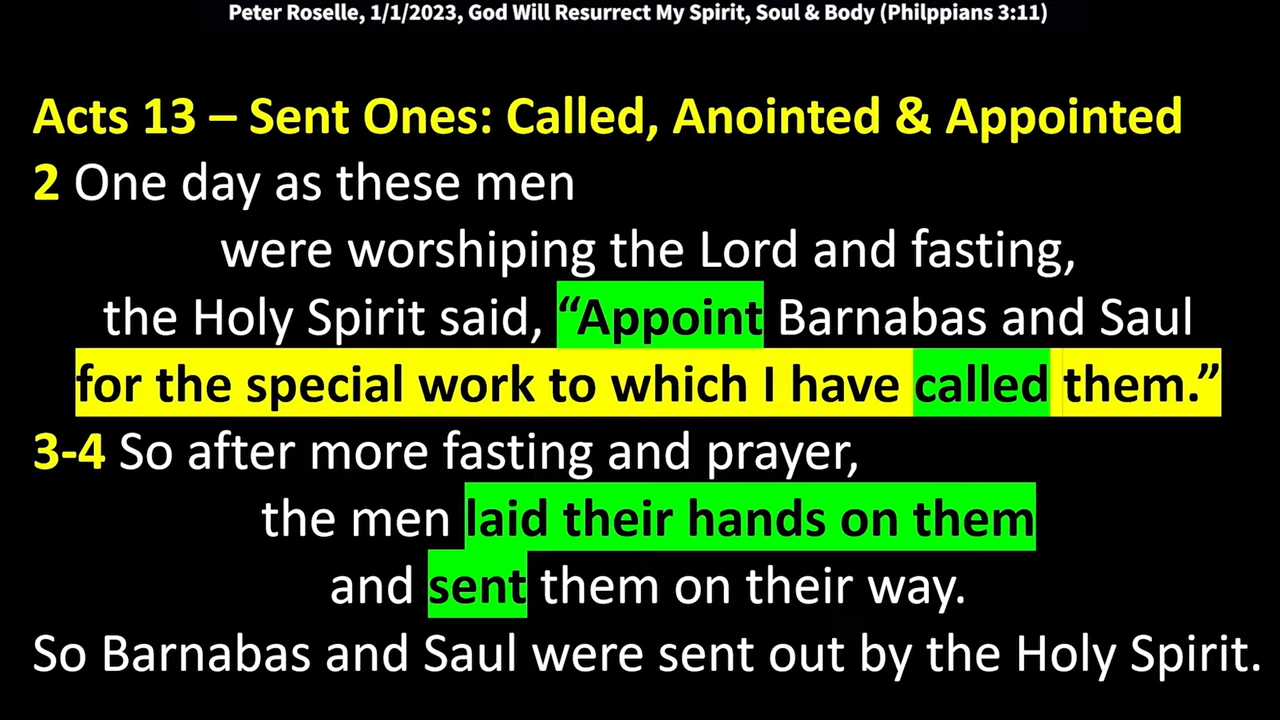 Peter Roselle, 1/1/2023, God Will Resurrect My Spirit, Soul & Body (Philppians 3:11)
Acts 13 – Sent Ones: Called, Anointed & Appointed
2 One day as these men
were worshiping the Lord and fasting,
the Holy Spirit said, “Appoint Barnabas and Saul
for the special work to which I have called them.”
3-4 So after more fasting and prayer,
the men laid their hands on them
and sent them on their way.
So Barnabas and Saul were sent out by the Holy Spirit.